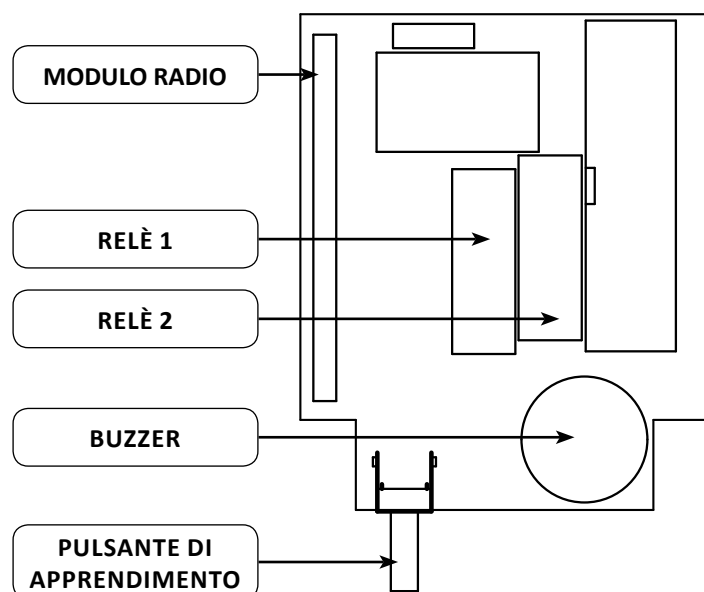 MODULO RADIO
RELÈ 1
RELÈ 2
BUZZER
PULSANTE DI
APPRENDIMENTO